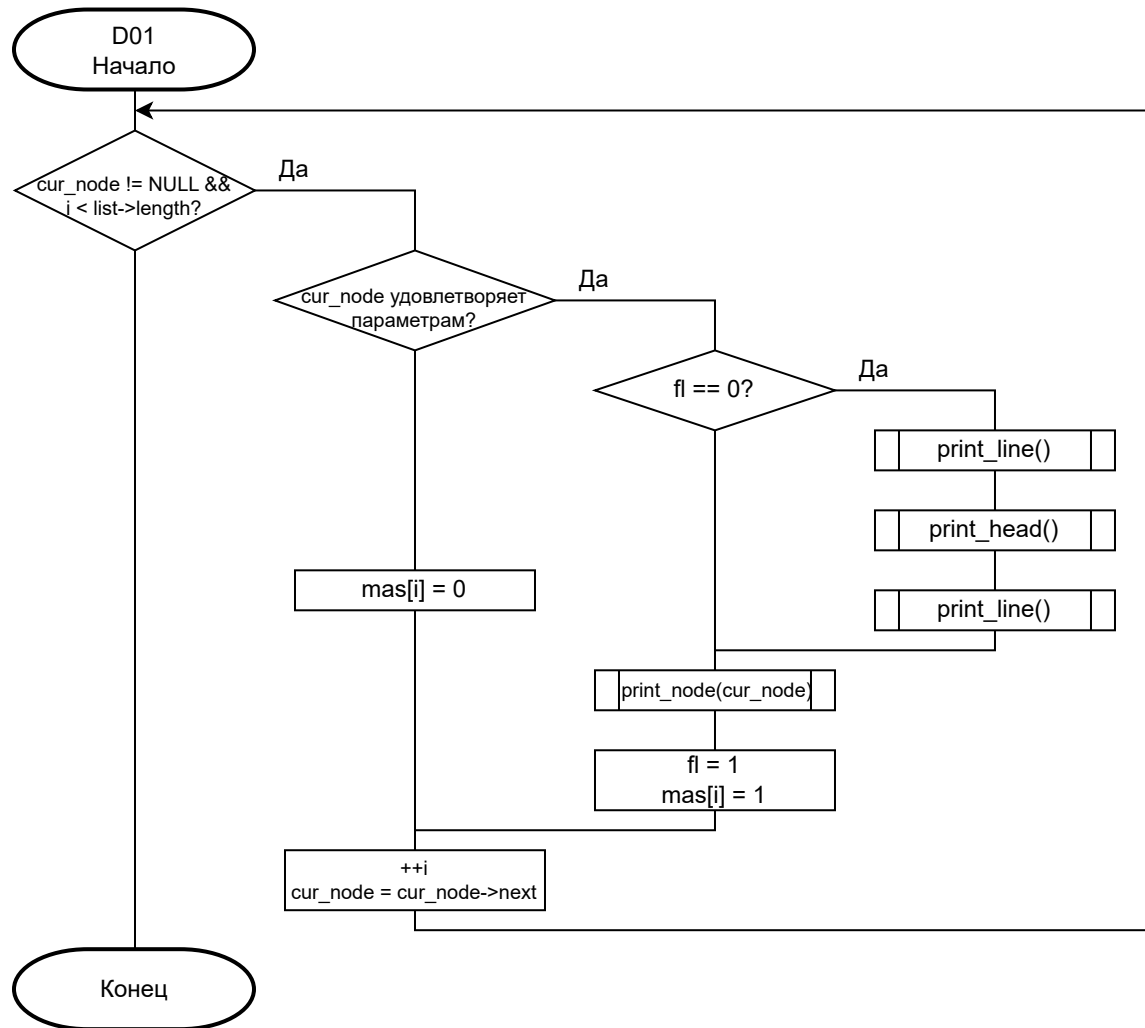 D01
Начало
cur_node != NULL &&
i < list->length?
Да
cur_node удовлетворяет
параметрам?
Да
fl == 0?
Да
print_line()
print_head()
print_line()
mas[i] = 0
print_node(cur_node)
fl = 1
mas[i] = 1
++i
cur_node = cur_node->next
Конец